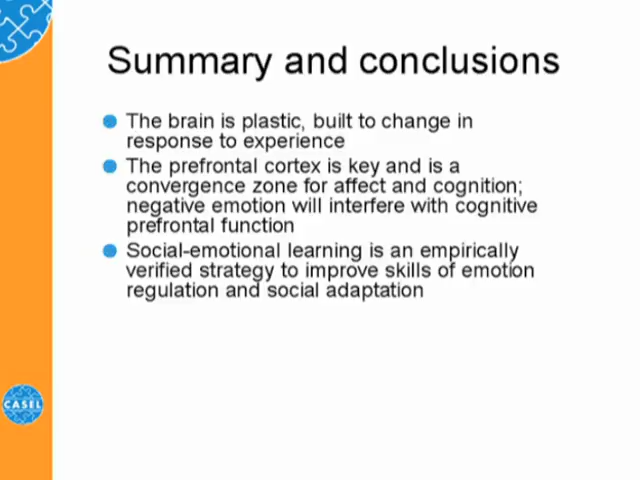 Summary and conclusions
The brain is plastic, built to change in
response to experience
The prefrontal cortex is key and is a
convergence zone for affect and cognition;
negative emotion will interfere with cognitive
prefrontal function
Social-emotional learning is an empirically
verified strategy to improve skills of emotion
regulation and social adaptation
CASEL